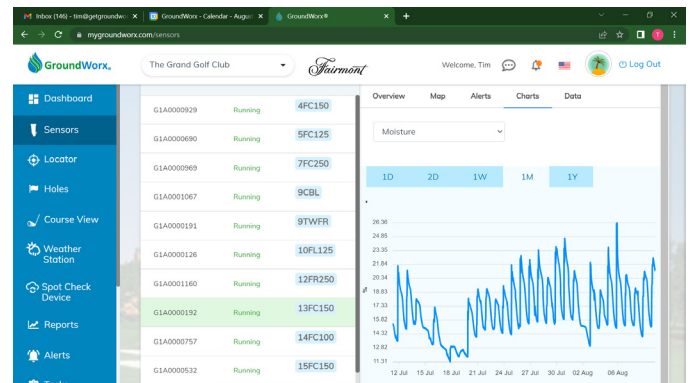 Inbox (146) - tim@getgroundwo
GroundWorx - Calendar - August
GroundWorx®
mygroundworx.com/sensors
GroundWorx
The Grand Golf Club
Fairmont
Welcome, Tim
Log Out
Dashboard
Sensors
Locator
Holes
Course View
Weather
Station
Spot Check
Device
Reports
Alerts
G1A0000929 Running 4FC150
G1A0000690 Running 5FC125
G1A0000969 Running 7FC250
G1A0001067 Running 9CBL
G1A0000191 Running 9TWFR
G1A0000126 Running 10FL125
G1A0001160 Running 12FR250
G1A0000192 Running 13FC150
G1A0000757 Running 14FC100
G1A0000532 Running 15FC150
Overview Map Alerts Charts Data
Moisture
1D 2D 1W 1M 1Y
26.36
24.85
23.35
21.84
20.34
18.83
17.33
15.82
14.32
12.82
11.31
%
12 Jul 15 Jul 18 Jul 21 Jul 24 Jul 27 Jul 30 Jul 02 Aug 06 Aug